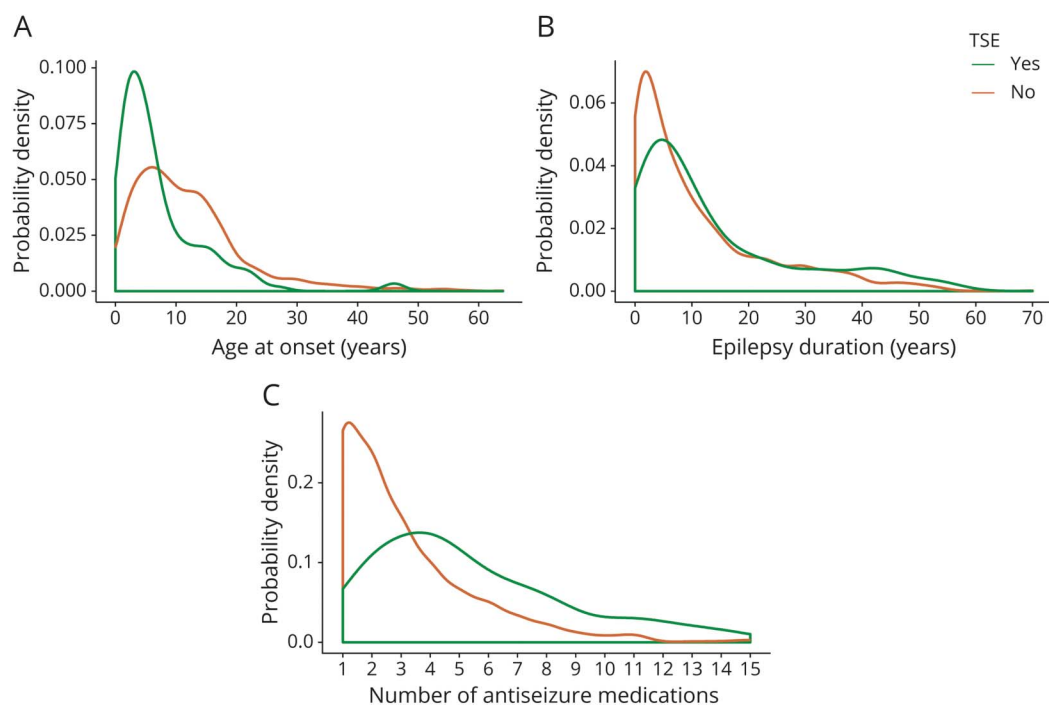 A
Probability density
0.100
0.075
0.050
0.025
0.000
0 10 20 30 40 50 60
Age at onset (years)
B
Probability density
0.06
0.04
0.02
0.00
0 10 20 30 40 50 60 70
Epilepsy duration (years)
TSE
Yes
No
C
Probability density
0.2
0.1
0.0
1 2 3 4 5 6 7 8 9 10 11 12 13 14 15
Number of antiseizure medications